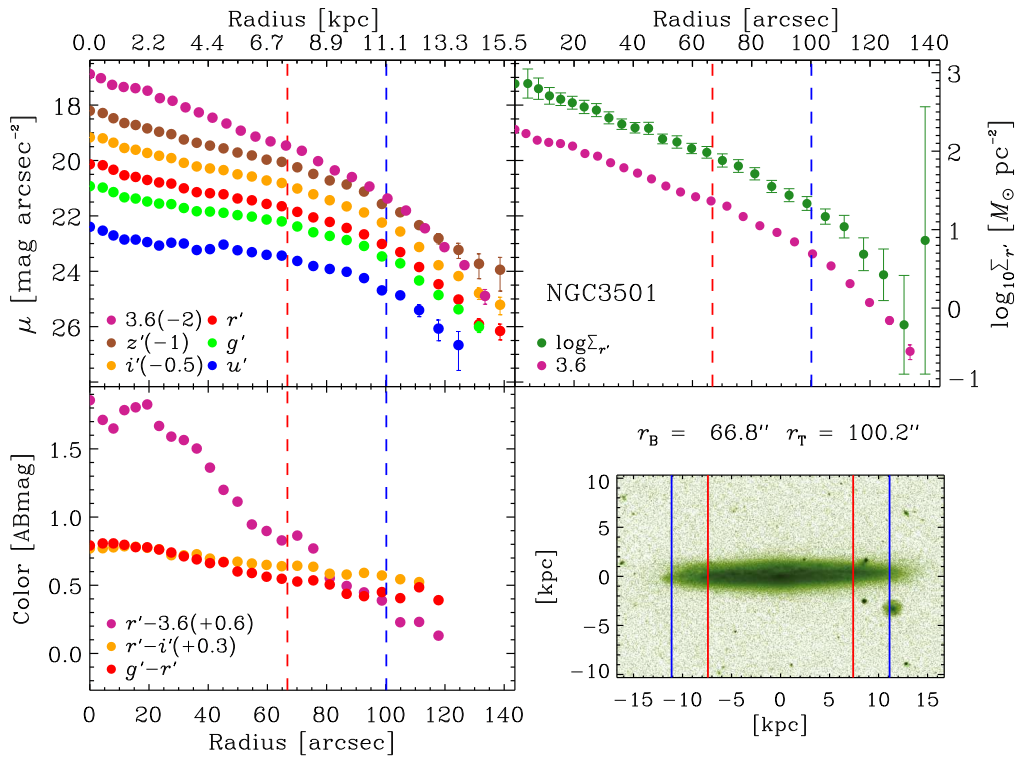 Radius [kpc]
0.0 2.2 4.4 6.7 8.9 11.1 13.3 15.5
Radius [arcsec]
20 40 60 80 100 120 140
μ [mag arcsec⁻²]
18
20
22
24
26
3.6(−2) r′
z′(−1) g′
i′(−0.5) u′
log₁₀Σr′ [M⊙ pc⁻²]
3
2
1
0
−1
NGC3501
logΣr′
3.6
Color [ABmag]
1.5
1.0
0.5
0.0
r′−3.6(+0.6)
r′−i′(+0.3)
g′−r′
0 20 40 60 80 100 120 140
Radius [arcsec]
rB = 66.8″ rT = 100.2″
[kpc]
10
5
0
−5
−10
−15 −10 −5 0 5 10 15
[kpc]